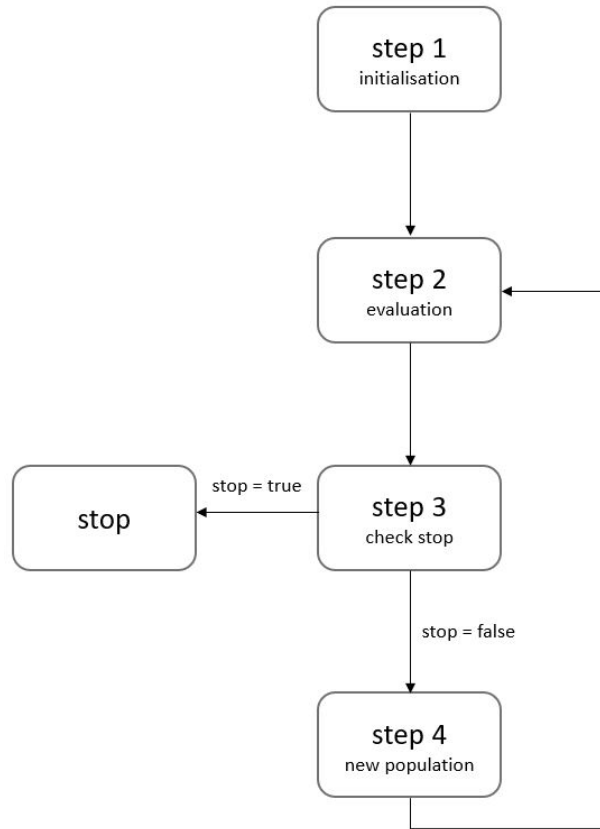 step 1
initialisation
step 2
evaluation
stop = true
stop
step 3
check stop
stop = false
step 4
new population